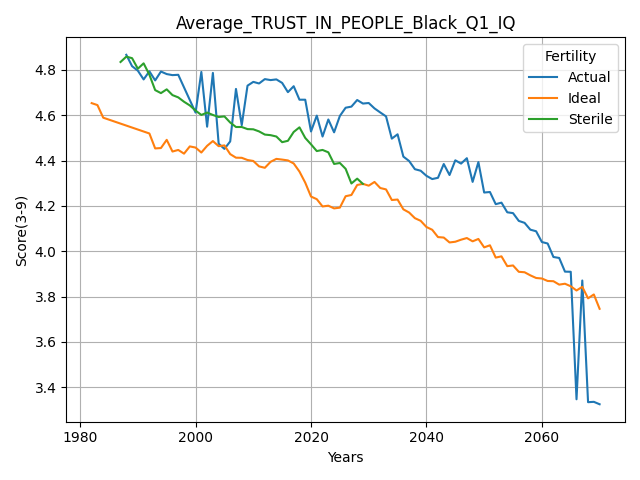 Average_TRUST_IN_PEOPLE_Black_Q1_IQ
Fertility
Actual
Ideal
Sterile
Score(3-9)
4.8
4.6
4.4
4.2
4.0
3.8
3.6
3.4
1980 2000 2020 2040 2060
Years